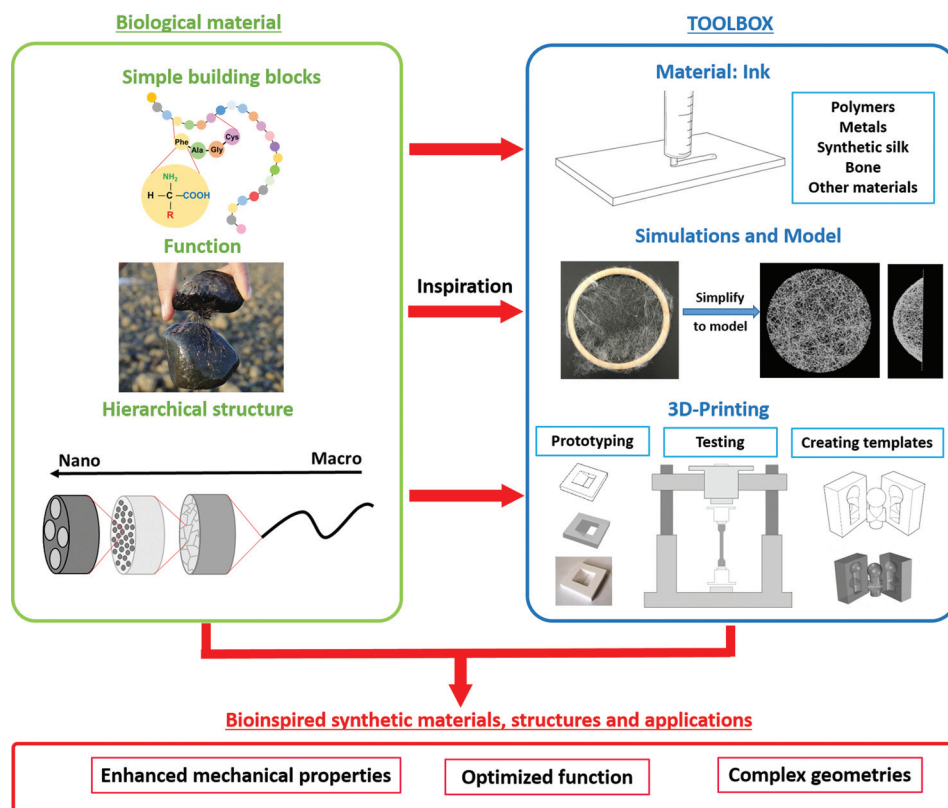 Biological material
TOOLBOX
Simple building blocks
Phe
Ala
Gly
Cys
NH₂
H
C
COOH
R
Function
Hierarchical structure
Nano
Macro
Inspiration
Material: Ink
Polymers
Metals
Synthetic silk
Bone
Other materials
Simulations and Model
Simplify
to model
3D-Printing
Prototyping
Testing
Creating templates
Bioinspired synthetic materials, structures and applications
Enhanced mechanical properties
Optimized function
Complex geometries